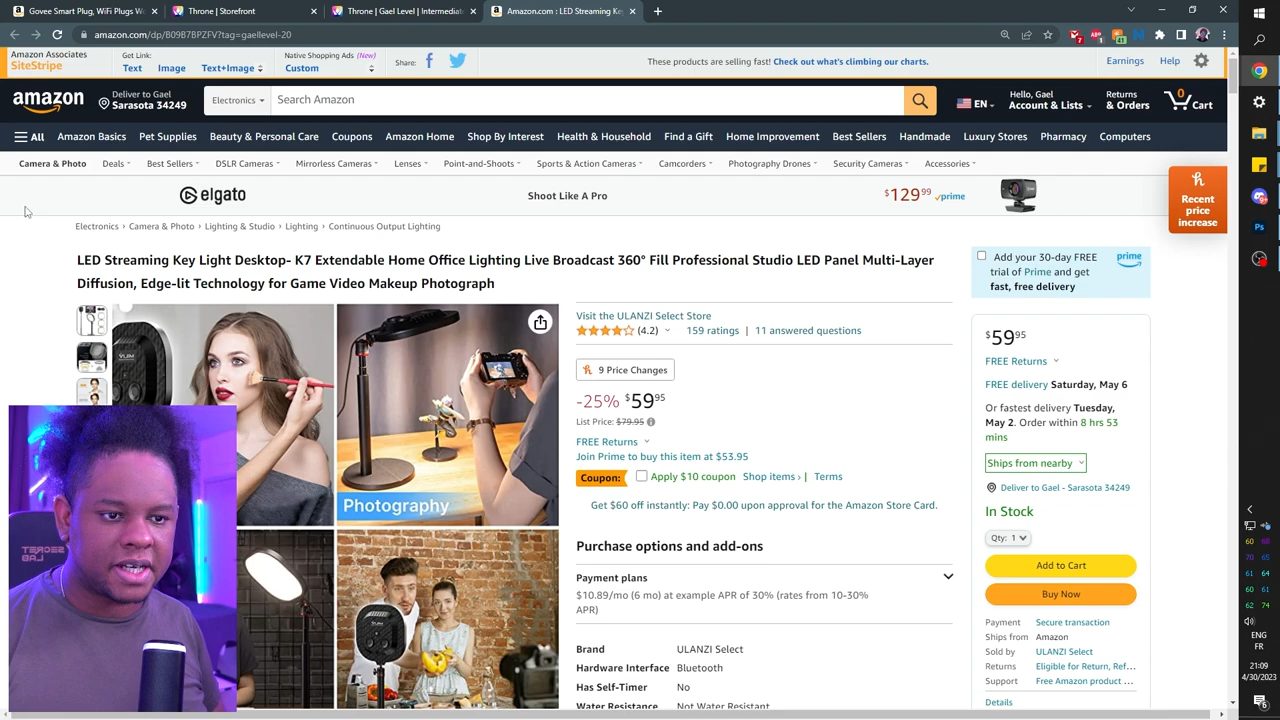 Govee Smart Plug, WiFi Plugs W
Throne | Storefront
Throne | Gael Level | Intermediate
Amazon.com : LED Streaming Key
amazon.com/dp/B09B7BPZFV?tag=gaellevel-20
Amazon Associates
SiteStripe
Get Link:
Text Image Text+Image
Native Shopping Ads (New)
Custom
Share:
These products are selling fast! Check out what's climbing our charts.
Earnings Help
amazon
Deliver to Gael
Sarasota 34249
Electronics
Search Amazon
EN
Hello, Gael
Account & Lists
Returns
& Orders
0
Cart
All Amazon Basics Pet Supplies Beauty & Personal Care Coupons Amazon Home Shop By Interest Health & Household Find a Gift Home Improvement Best Sellers Handmade Luxury Stores Pharmacy Computers
Camera & Photo Deals Best Sellers DSLR Cameras Mirrorless Cameras Lenses Point-and-Shoots Sports & Action Cameras Camcorders Photography Drones Security Cameras Accessories
elgato
Shoot Like A Pro
$129.99 prime
Recent
price
increase
Electronics › Camera & Photo › Lighting & Studio › Lighting › Continuous Output Lighting
LED Streaming Key Light Desktop- K7 Extendable Home Office Lighting Live Broadcast 360° Fill Professional Studio LED Panel Multi-Layer
Diffusion, Edge-lit Technology for Game Video Makeup Photograph
Photography
Visit the ULANZI Select Store
(4.2) 159 ratings | 11 answered questions
9 Price Changes
-25% $59.95
List Price: $79.95
FREE Returns
Join Prime to buy this item at $53.95
Coupon: Apply $10 coupon Shop items › | Terms
Get $60 off instantly: Pay $0.00 upon approval for the Amazon Store Card.
Purchase options and add-ons
Payment plans
$10.89/mo (6 mo) at example APR of 30% (rates from 10-30%
APR)
Brand ULANZI Select
Hardware Interface Bluetooth
Has Self-Timer No
Water Resistance Not Water Resistant
Add your 30-day FREE
trial of Prime and get
fast, free delivery
prime
$59.95
FREE Returns
FREE delivery Saturday, May 6
Or fastest delivery Tuesday,
May 2. Order within 8 hrs 53
mins
Ships from nearby
Deliver to Gael - Sarasota 34249
In Stock
Qty: 1
Add to Cart
Buy Now
Payment Secure transaction
Ships from Amazon
Sold by ULANZI Select
Returns Eligible for Return, Ref...
Support Free Amazon product ...
Details
ENG
FR
21:09
4/30/2023